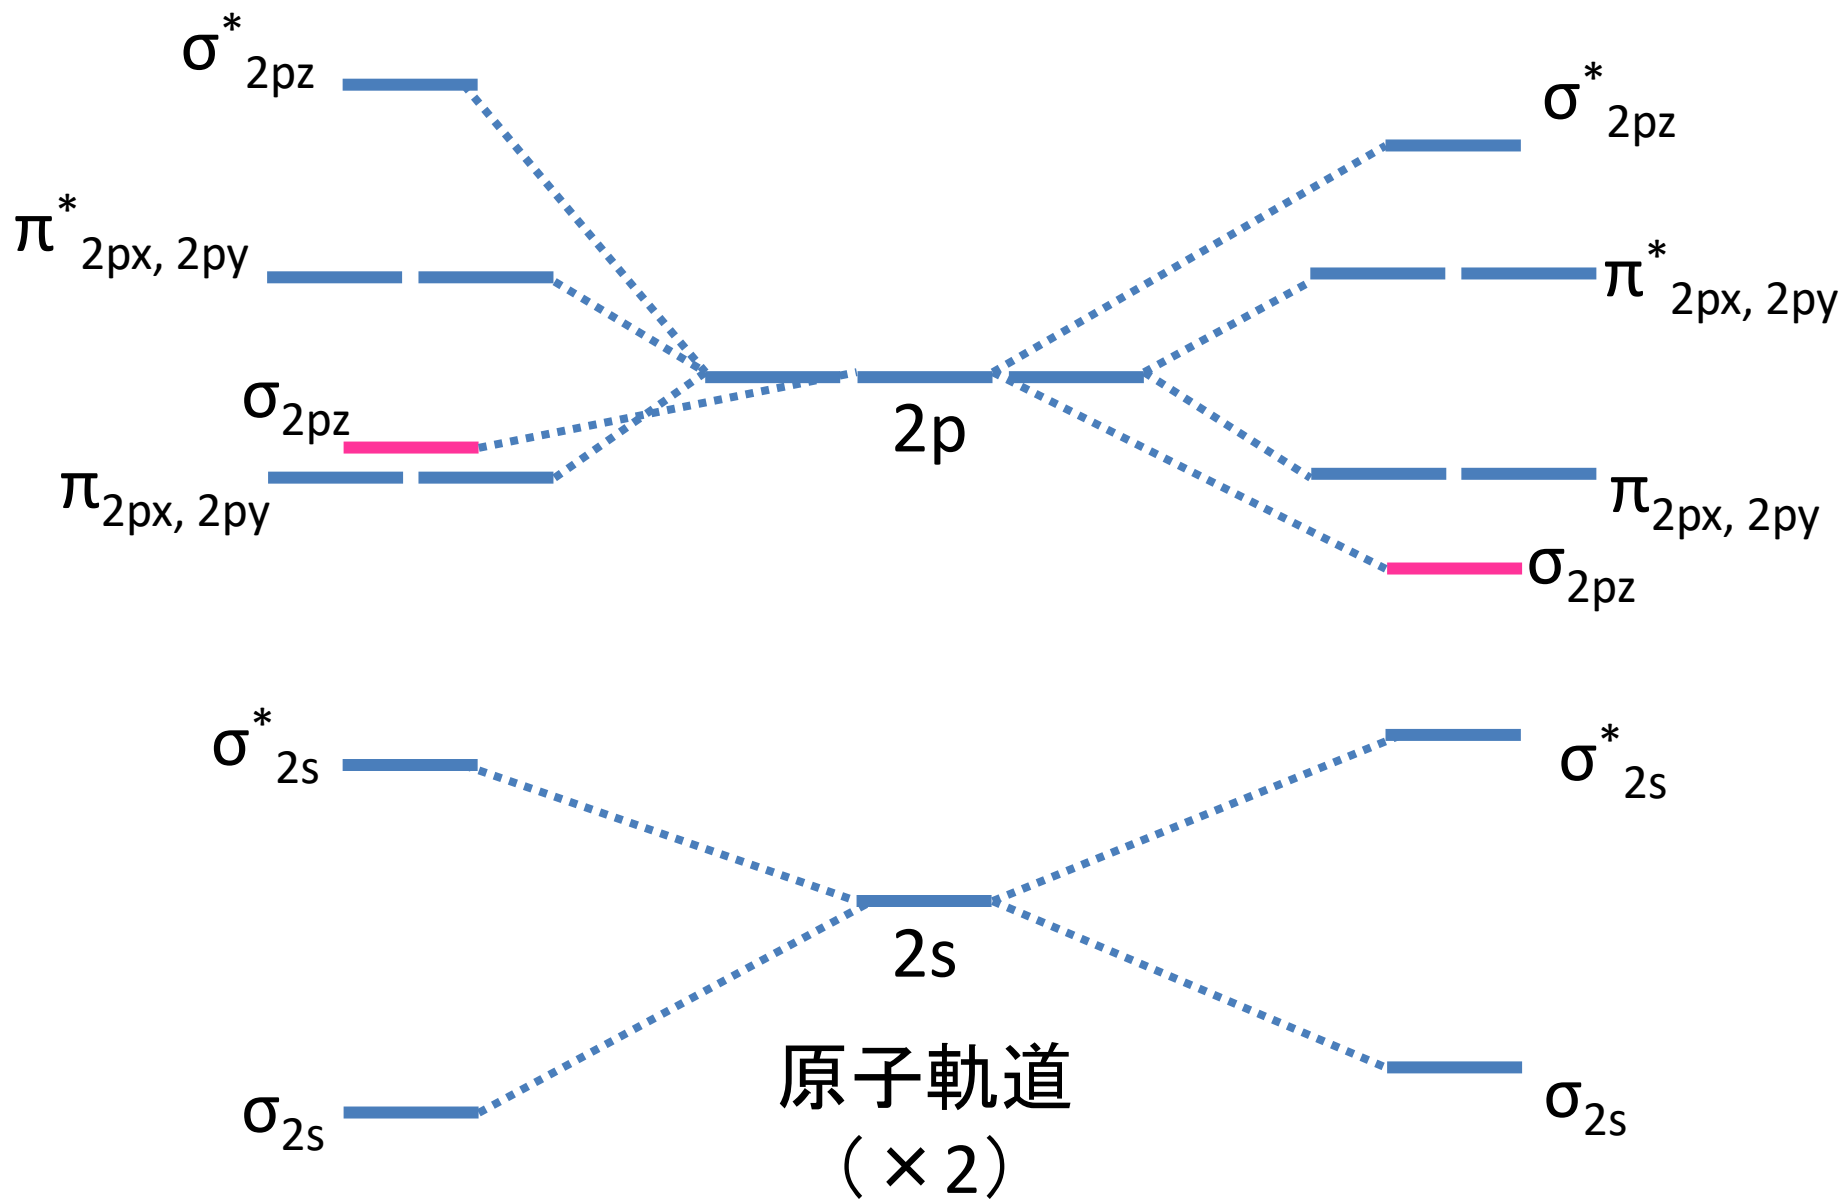 σ*2pz
π*2px, 2py
σ2pz
π2px, 2py
σ*2s
σ2s
2p
2s
原子軌道
（×2）
σ*2pz
π*2px, 2py
π2px, 2py
σ2pz
σ*2s
σ2s